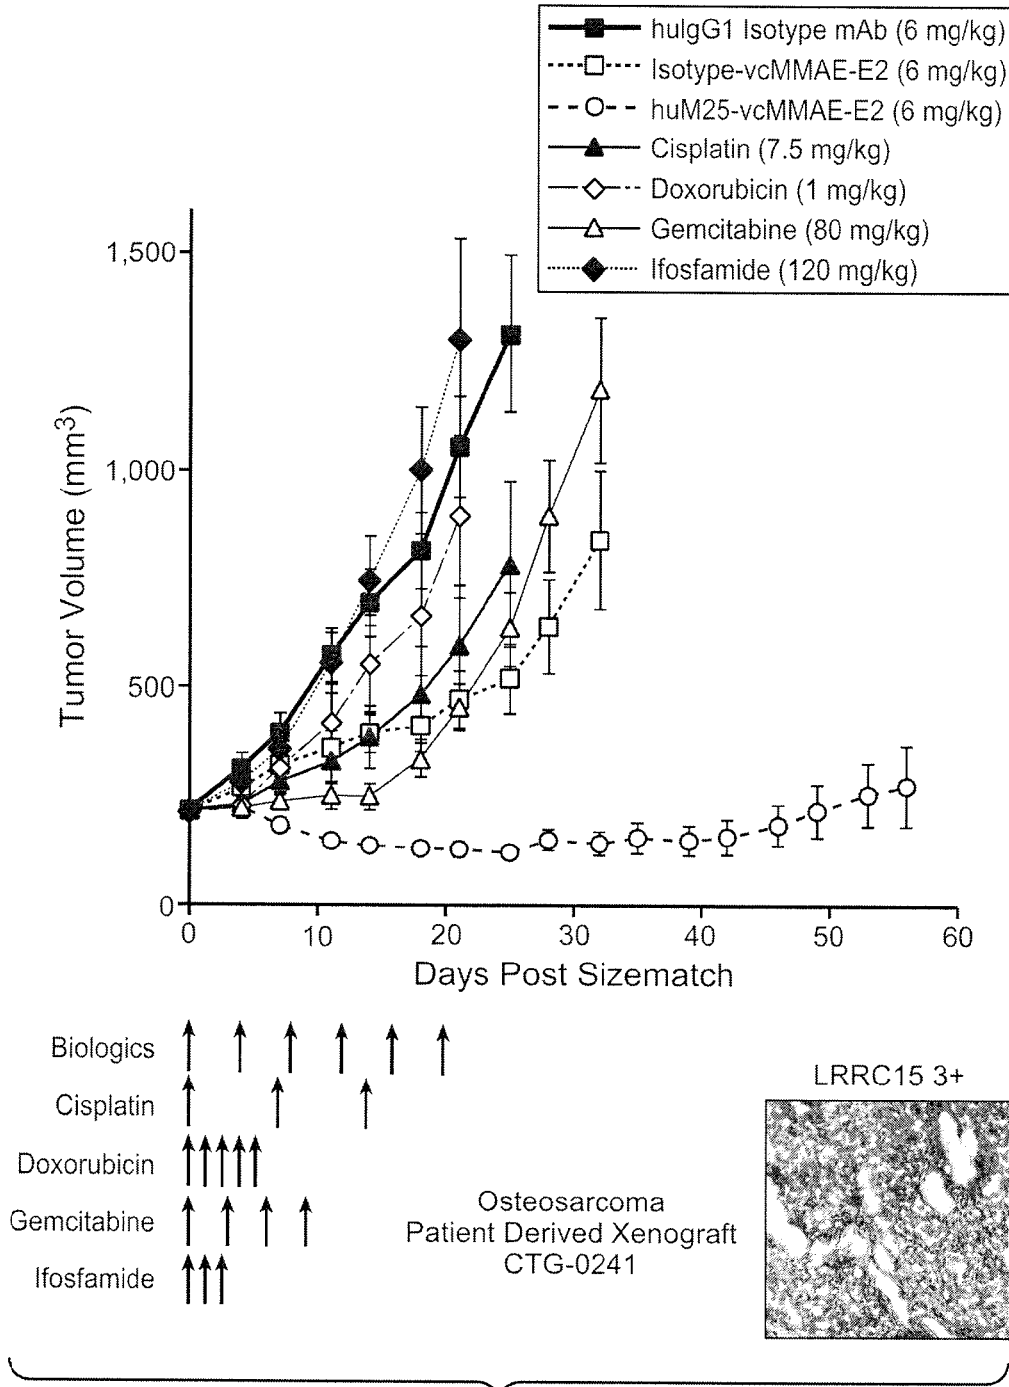 huIgG1 Isotype mAb (6 mg/kg)
Isotype-vcMMAE-E2 (6 mg/kg)
huM25-vcMMAE-E2 (6 mg/kg)
Cisplatin (7.5 mg/kg)
Doxorubicin (1 mg/kg)
Gemcitabine (80 mg/kg)
Ifosfamide (120 mg/kg)
Tumor Volume (mm³)
1,500
1,000
500
0
0 10 20 30 40 50 60
Days Post Sizematch
Biologics
Cisplatin
Doxorubicin
Gemcitabine
Ifosfamide
Osteosarcoma
Patient Derived Xenograft
CTG-0241
LRRC15 3+